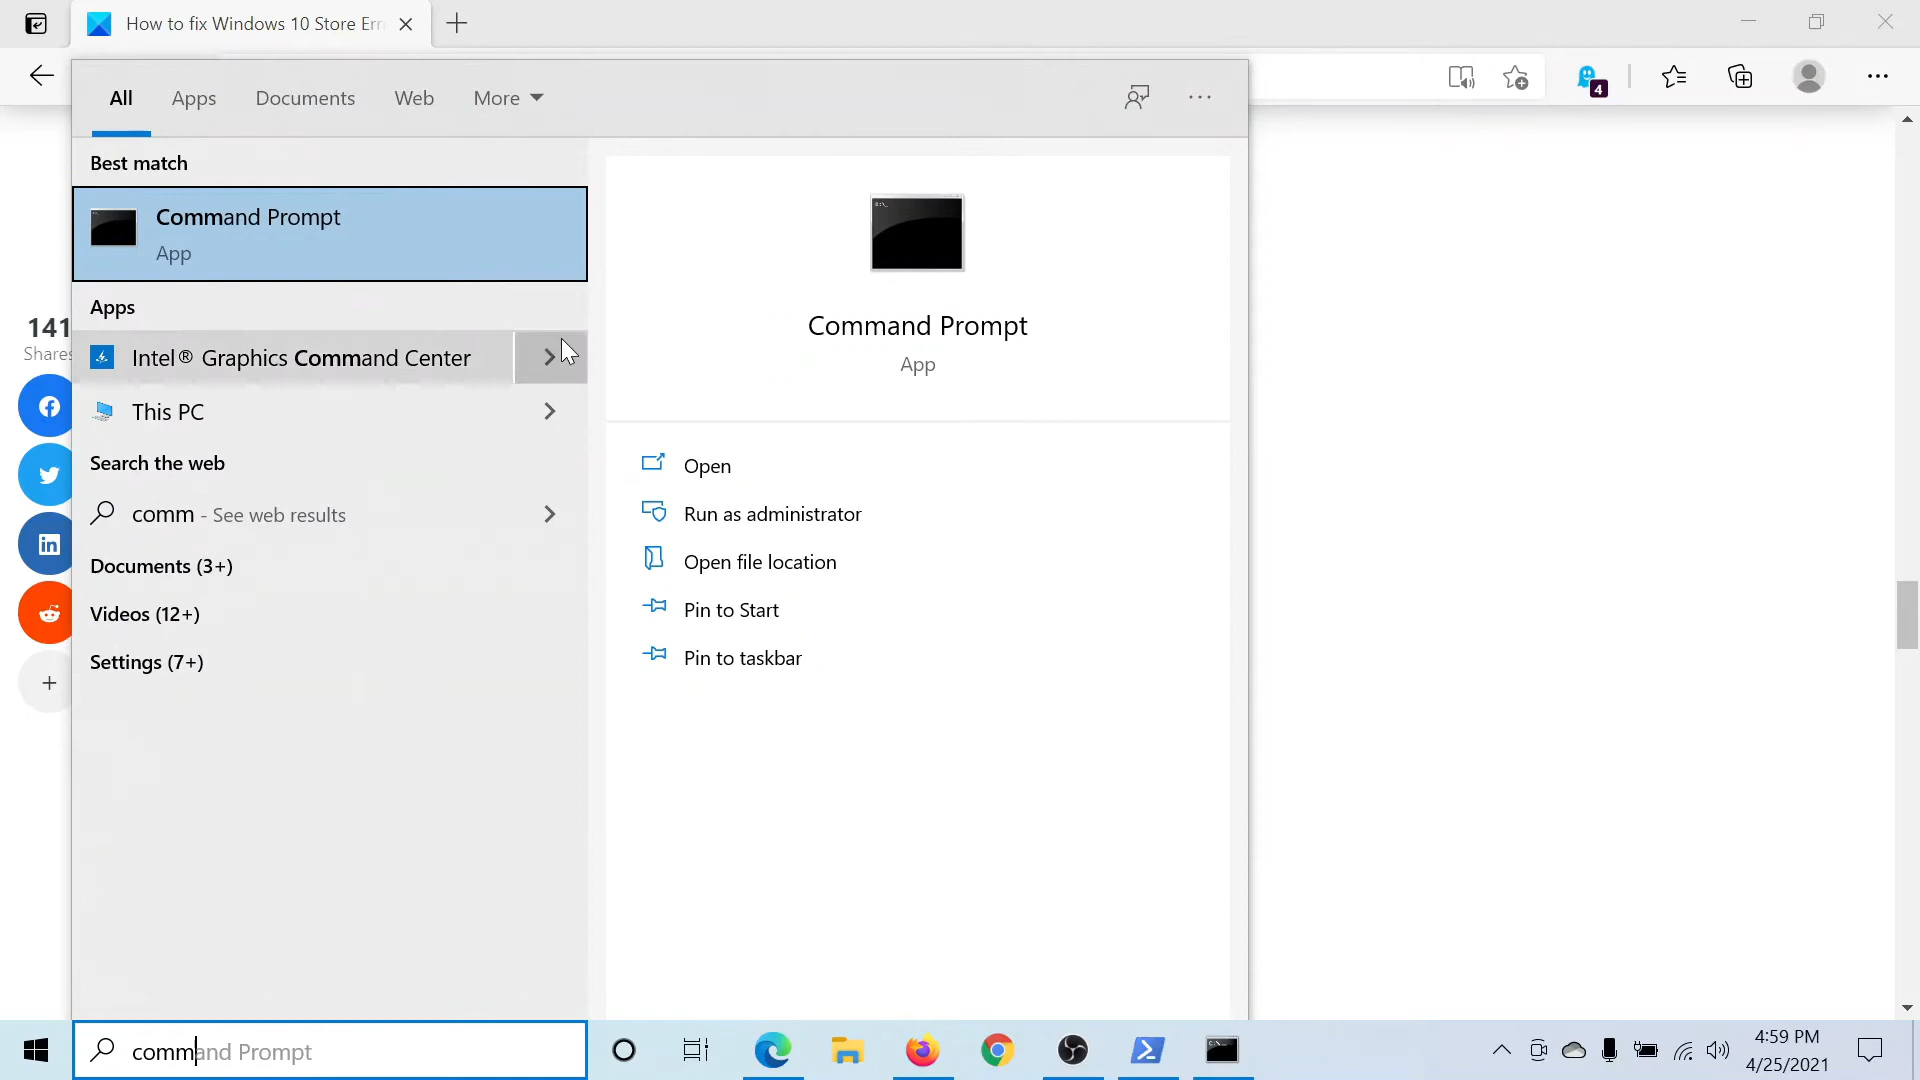 How to fix Windows 10 Store Err
4
All
Apps
Documents
Web
More
Best match
Command Prompt
App
Apps
Intel® Graphics Command Center
This PC
Search the web
comm - See web results
Documents (3+)
Videos (12+)
Settings (7+)
Command Prompt
App
Open
Run as administrator
Open file location
Pin to Start
Pin to taskbar
141
Shares
command Prompt
4:59 PM
4/25/2021